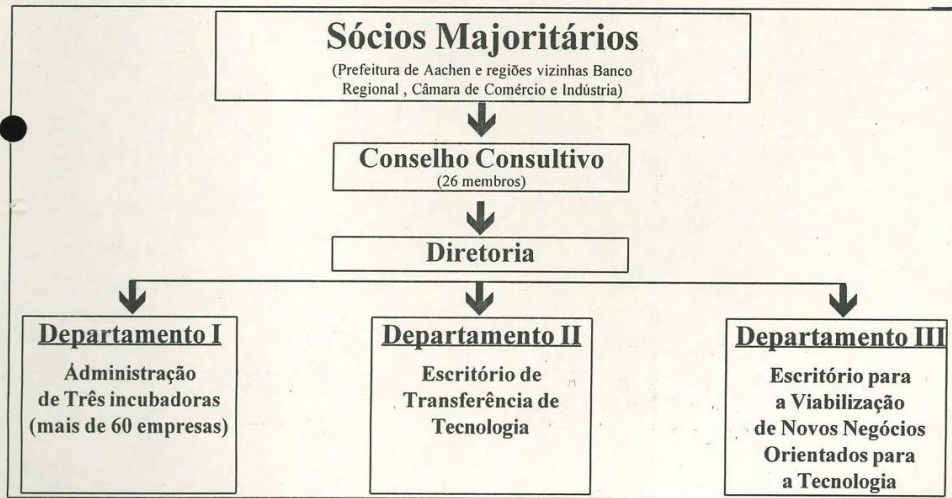 Sócios Majoritários
(Prefeitura de Aachen e regiões vizinhas Banco
Regional , Câmara de Comércio e Indústria)
Conselho Consultivo
(26 membros)
Diretoria
Departamento I
Administração
de Três incubadoras
(mais de 60 empresas)
Departamento II
Escritório de
Transferência de
Tecnologia
Departamento III
Escritório para
a Viabilização
de Novos Negócios
Orientados para
a Tecnologia